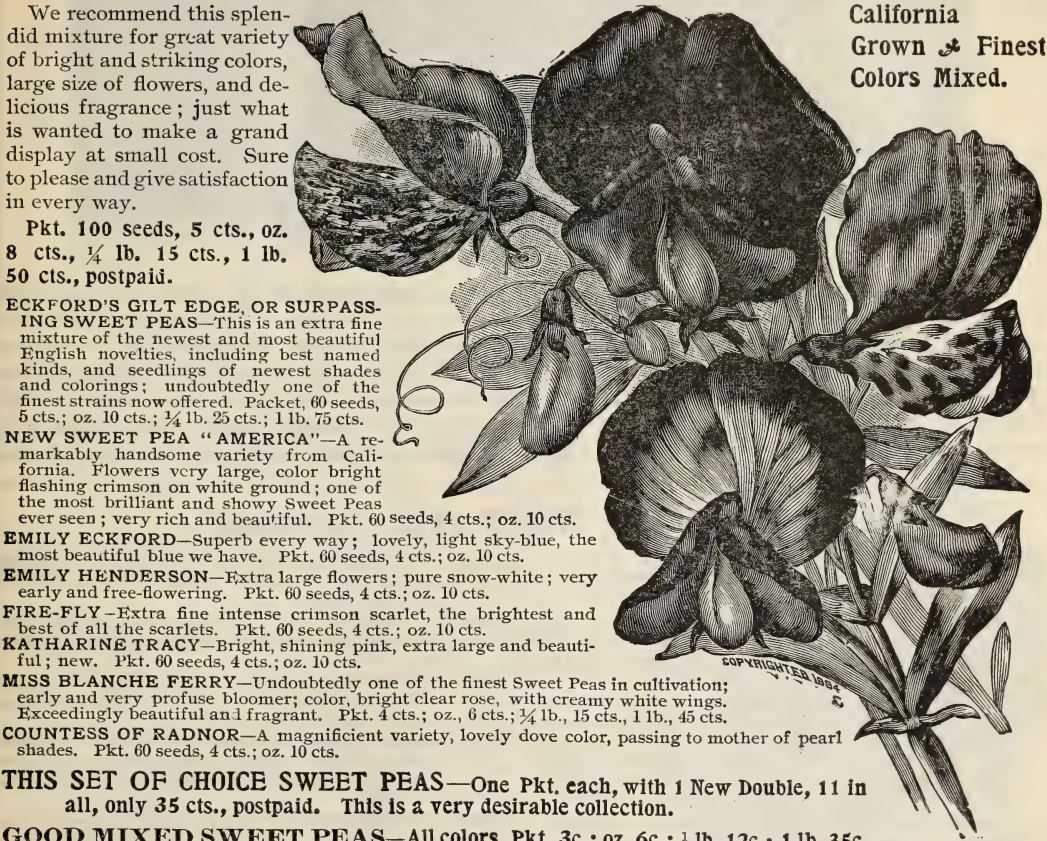 We recommend this splen-
did mixture for great variety
of bright and striking colors,
large size of flowers, and de-
licious fragrance; just what
is wanted to make a grand
display at small cost. Sure
to please and give satisfaction
in every way.
Pkt. 100 seeds, 5 cts., oz.
8 cts., ¼ lb. 15 cts., 1 lb.
50 cts., postpaid.
California
Grown Finest
Colors Mixed.
ECKFORD'S GILT EDGE, OR SURPASS-
ING SWEET PEAS—This is an extra fine
mixture of the newest and most beautiful
English novelties, including best named
kinds, and seedlings of newest shades
and colorings; undoubtedly one of the
finest strains now offered. Packet, 60 seeds,
5 cts.; oz. 10 cts.; ¼ lb. 25 cts.; 1 lb. 75 cts.
NEW SWEET PEA "AMERICA"—A re-
markably handsome variety from Cali-
fornia. Flowers very large, color bright
flashing crimson on white ground; one of
the most brilliant and showy Sweet Peas
ever seen; very rich and beautiful. Pkt. 60 seeds, 4 cts.; oz. 10 cts.
EMILY ECKFORD—Superb every way; lovely, light sky-blue, the
most beautiful blue we have. Pkt. 60 seeds, 4 cts.; oz. 10 cts.
EMILY HENDERSON—Extra large flowers; pure snow-white; very
early and free-flowering. Pkt. 60 seeds, 4 cts.; oz. 10 cts.
FIRE-FLY—Extra fine intense crimson scarlet, the brightest and
best of all the scarlets. Pkt. 60 seeds, 4 cts.; oz. 10 cts.
KATHARINE TRACY—Bright, shining pink, extra large and beauti-
ful; new. Pkt. 60 seeds, 4 cts.; oz. 10 cts.
MISS BLANCHE FERRY—Undoubtedly one of the finest Sweet Peas in cultivation;
early and very profuse bloomer; color, bright clear rose, with creamy white wings.
Exceedingly beautiful and fragrant. Pkt. 4 cts.; oz., 6 cts.; ¼ lb., 15 cts., 1 lb., 45 cts.
COUNTESS OF RADNOR—A magnificient variety, lovely dove color, passing to mother of pearl
shades. Pkt. 60 seeds, 4 cts.; oz. 10 cts.
COPYRIGHTED 1894
THIS SET OF CHOICE SWEET PEAS—One Pkt. each, with 1 New Double, 11 in
all, only 35 cts., postpaid. This is a very desirable collection.
GOOD MIXED SWEET PEAS—All colors. Pkt. 3c.; oz. 6c.; ¼ lb. 12c.; 1 lb. 35c.